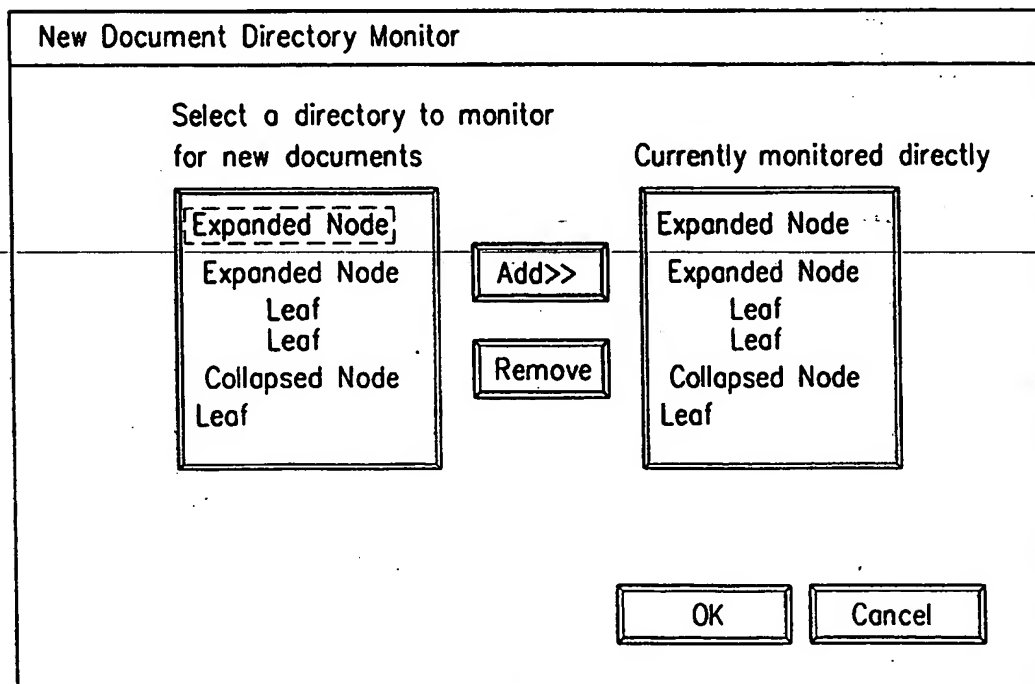 New Document Directory Monitor
Select a directory to monitor
for new documents
Currently monitored directly
Expanded Node
Expanded Node
Leaf
Leaf
Collapsed Node
Leaf
Add>>
Remove
Expanded Node
Expanded Node
Leaf
Leaf
Collapsed Node
Leaf
OK
Cancel